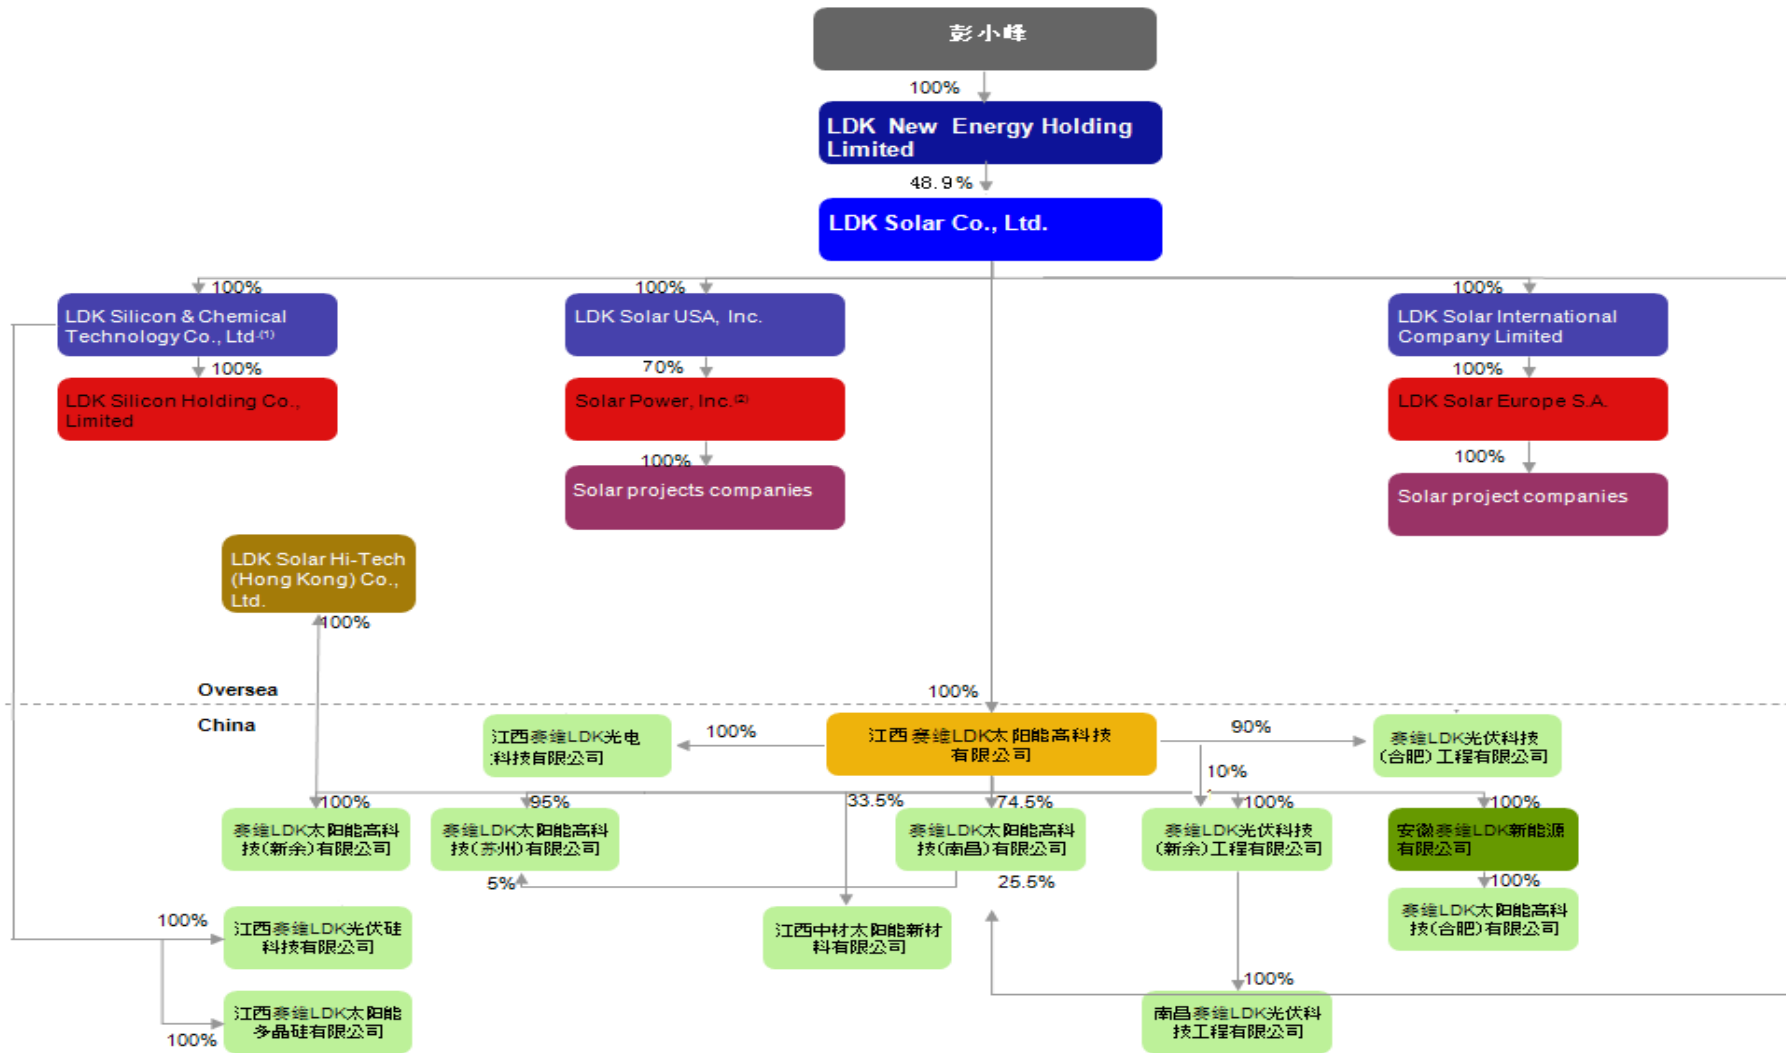 彭小峰
100%
LDK New Energy Holding
Limited
48.9%
LDK Solar Co., Ltd.
100%
100%
100%
LDK Silicon & Chemical
Technology Co., Ltd.(1)
LDK Solar USA, Inc.
LDK Solar International
Company Limited
100%
70%
100%
LDK Silicon Holding Co.,
Limited
Solar Power, Inc.(2)
LDK Solar Europe S.A.
100%
100%
Solar projects companies
Solar project companies
LDK Solar Hi-Tech
(Hong Kong) Co.,
Ltd.
100%
Oversea
100%
China
江西赛维LDK光电
科技有限公司
100%
江西赛维LDK太阳能高科技
有限公司
90%
赛维LDK光伏科技
(合肥)工程有限公司
10%
100%
95%
33.5%
74.5%
100%
100%
赛维LDK太阳能高科
技(新余)有限公司
赛维LDK太阳能高科
技(苏州)有限公司
赛维LDK太阳能高科
技(南昌)有限公司
赛维LDK光伏科技
(新余)工程有限公司
安徽赛维LDK新能源
有限公司
5%
25.5%
100%
100%
江西赛维LDK光伏硅
科技有限公司
江西中材太阳能新材
料有限公司
赛维LDK太阳能高科
技(合肥)有限公司
100%
100%
江西赛维LDK太阳能
多晶硅有限公司
南昌赛维LDK光伏科
技工程有限公司